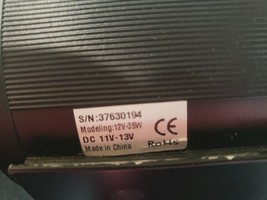 S/N:37630194
Modeling:12V-35W
DC 11V-13V
Made in China
CE
RoHS